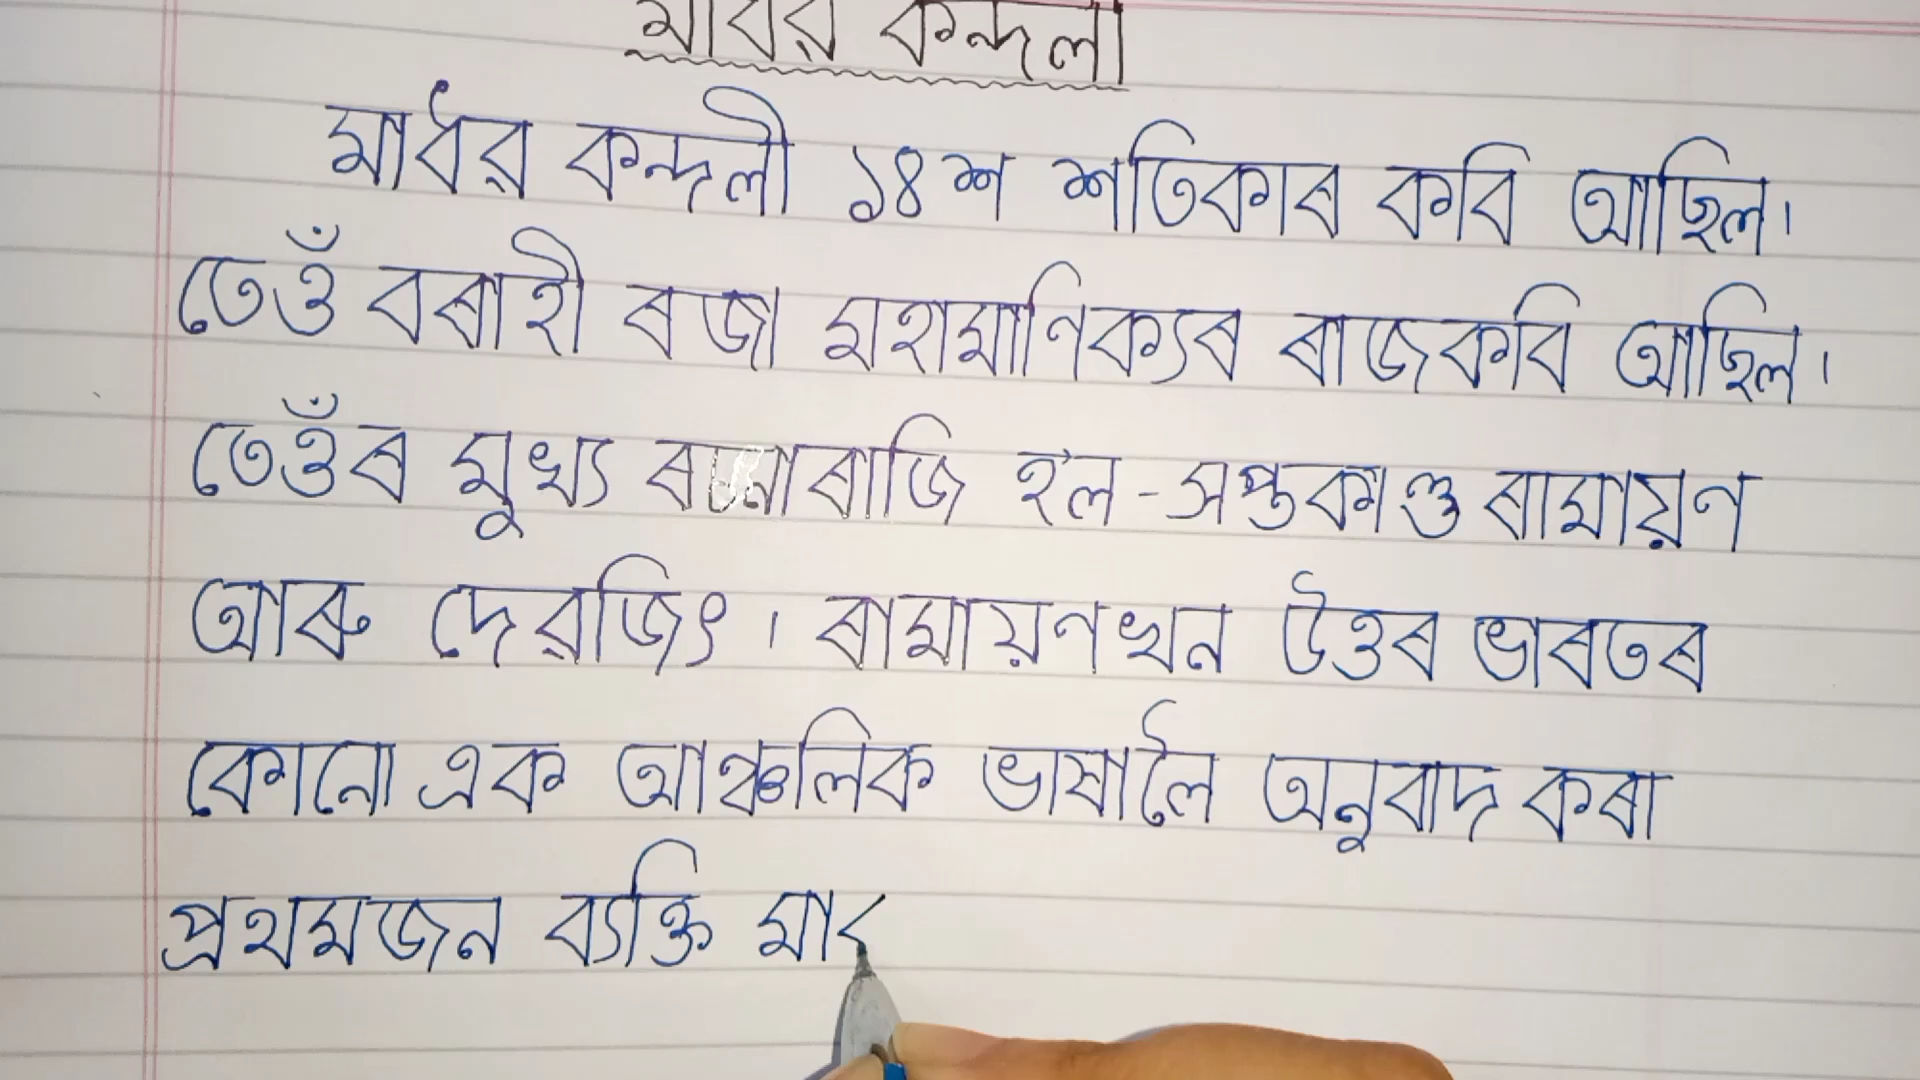 মাধৱ কন্দলী
মাধৱ কন্দলী ১৪শ শতিকাৰ কবি আছিল।
তেওঁ বৰাহী ৰজা মহামাণিক্যৰ ৰাজকবি আছিল।
তেওঁৰ মুখ্য ৰচনাৰাজি হ'ল - সপ্তকাণ্ড ৰামায়ণ
আৰু দেৱজিৎ। ৰামায়ণখন উত্তৰ ভাৰতৰ
কোনো এক আঞ্চলিক ভাষালৈ অনুবাদ কৰা
প্ৰথমজন ব্যক্তি